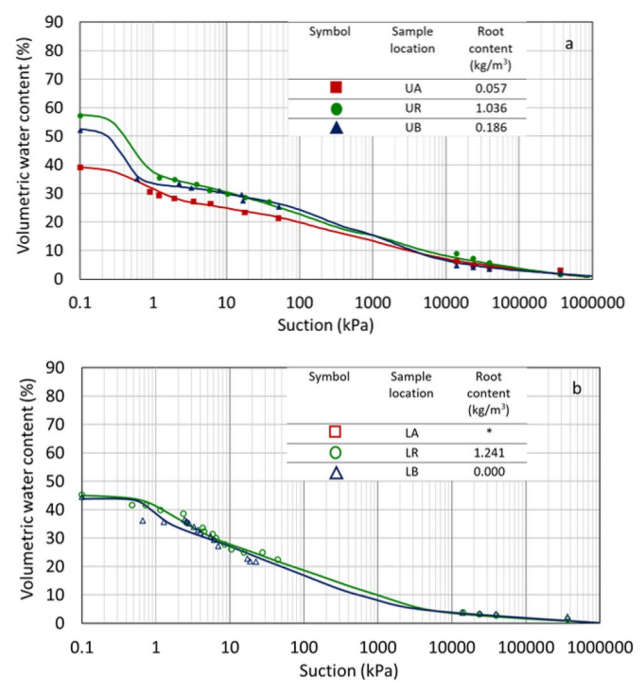 90
80
70
60
50
40
30
20
10
0
Volumetric water content (%)
a
Symbol Sample location Root content (kg/m³)
UA 0.057
UR 1.036
UB 0.186
0.1 1 10 100 1000 10000 100000 1000000
Suction (kPa)
90
80
70
60
50
40
30
20
10
0
Volumetric water content (%)
b
Symbol Sample location Root content (kg/m³)
LA *
LR 1.241
LB 0.000
0.1 1 10 100 1000 10000 100000 1000000
Suction (kPa)